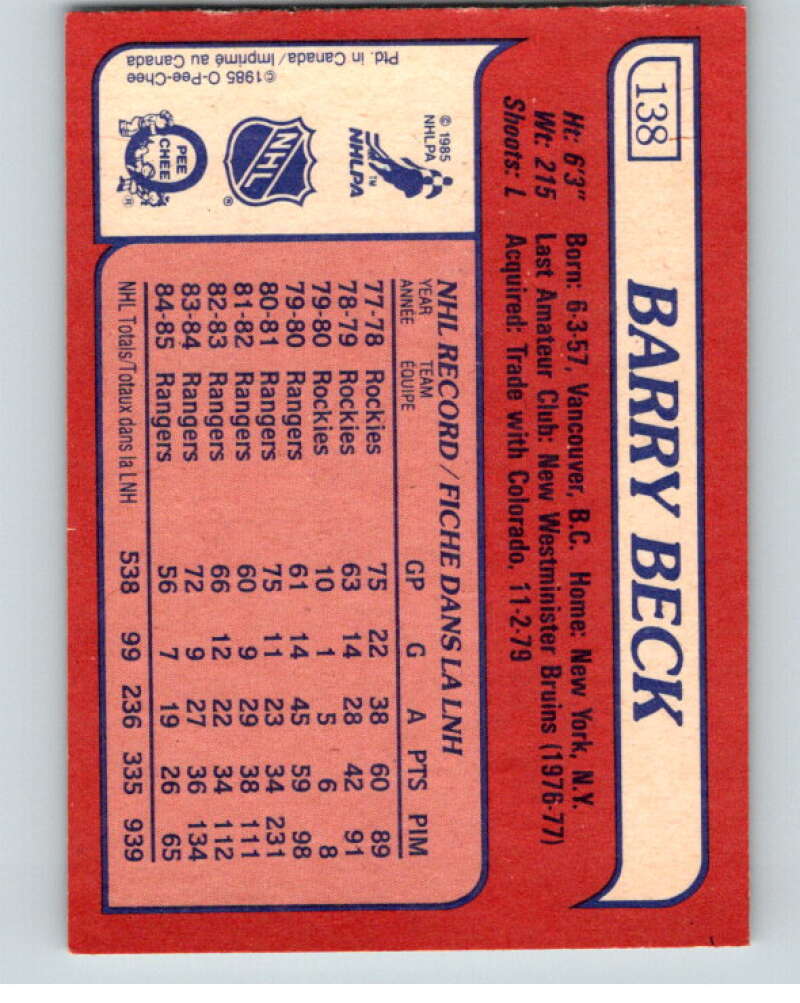 138
BARRY BECK
Ht: 6'3" Born: 6-3-57, Vancouver, B.C. Home: New York, N.Y.
Wt: 215 Last Amateur Club: New Westminister Bruins (1976-77)
Shoots: L Acquired: Trade with Colorado, 11-2-79
© 1985
NHLPA
TM
NHLPA
NHL
®
O
PEE
CHEE
®
©1985 O-Pee-Chee
Ptd. in Canada/Imprimé au Canada
NHL RECORD / FICHE DANS LA LNH
YEAR TEAM
ANNÉE ÉQUIPE GP G A PTS PIM
77-78 Rockies 75 22 38 60 89
78-79 Rockies 63 14 28 42 91
79-80 Rockies 10 1 5 6 8
79-80 Rangers 61 14 45 59 98
80-81 Rangers 75 11 23 34 231
81-82 Rangers 60 9 29 38 111
82-83 Rangers 66 12 22 34 112
83-84 Rangers 72 9 27 36 134
84-85 Rangers 56 7 19 26 65
NHL Totals/Totaux dans la LNH 538 99 236 335 939